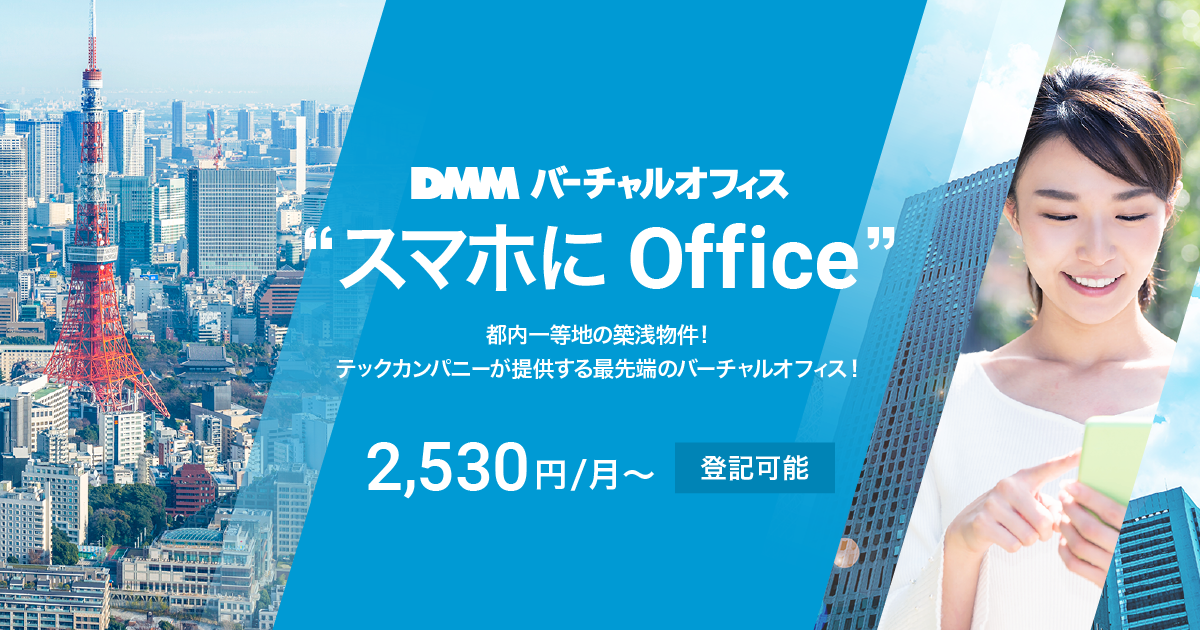 DMM バーチャルオフィス
“スマホに Office”
都内一等地の築浅物件！
テックカンパニーが提供する最先端のバーチャルオフィス！
2,530円/月～ 登記可能